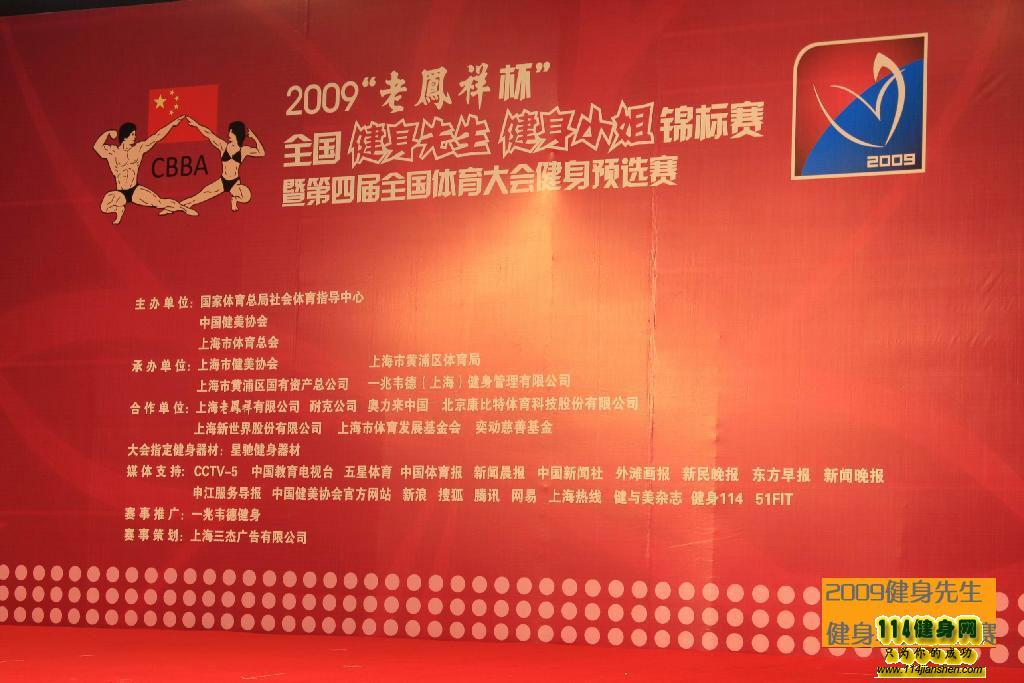 CBBA
2009“老鳳祥杯”
全国 健身先生 健身小姐 锦标赛
暨第四届全国体育大会健身预选赛
2009
主办单位：国家体育总局社会体育指导中心
中国健美协会
上海市体育总会
承办单位：上海市健美协会 上海市黄浦区体育局
上海市黄浦区国有资产总公司 一兆韦德（上海）健身管理有限公司
合作单位：上海老鳳祥有限公司 耐克公司 奥力来中国 北京康比特体育科技股份有限公司
上海新世界股份有限公司 上海市体育发展基金会 奕动慈善基金
大会指定健身器材：星驰健身器材
媒体支持：CCTV-5 中国教育电视台 五星体育 中国体育报 新闻晨报 中国新闻社 外滩画报 新民晚报 东方早报 新闻晚报
申江服务导报 中国健美协会官方网站 新浪 搜狐 腾讯 网易 上海热线 健与美杂志 健身114 51FIT
赛事推广：一兆韦德健身
赛事策划：上海三杰广告有限公司
2009健身先生
健身 赛
114健身网
只为你的成功
www.114jianshen.com